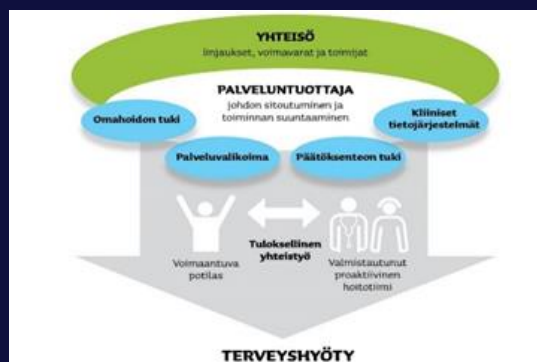 YHTEISÖ
linjaukset, voimavarat ja toimijat
PALVELUNTUOTTAJA
johdon sitoutuminen ja
toiminnan suuntaaminen
Omahoidon tuki
Kliiniset
tietojärjestelmät
Palveluvalikoima
Päätöksenteon tuki
Tuloksellinen
yhteistyö
Voimaantuva
potilas
Valmistautunut
proaktiivinen
hoitotiimi
TERVEYSHYÖTY